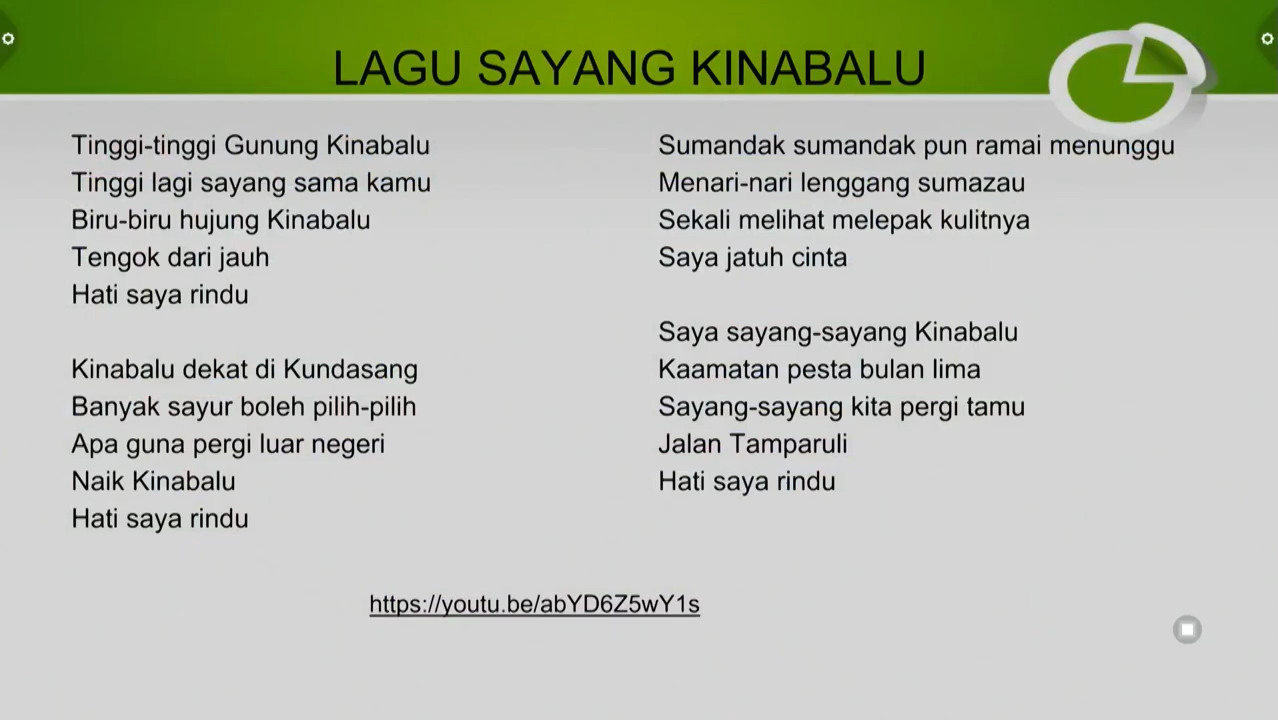 LAGU SAYANG KINABALU
Tinggi-tinggi Gunung Kinabalu
Tinggi lagi sayang sama kamu
Biru-biru hujung Kinabalu
Tengok dari jauh
Hati saya rindu
Kinabalu dekat di Kundasang
Banyak sayur boleh pilih-pilih
Apa guna pergi luar negeri
Naik Kinabalu
Hati saya rindu
Sumandak sumandak pun ramai menunggu
Menari-nari lenggang sumazau
Sekali melihat melepak kulitnya
Saya jatuh cinta
Saya sayang-sayang Kinabalu
Kaamatan pesta bulan lima
Sayang-sayang kita pergi tamu
Jalan Tamparuli
Hati saya rindu
https://youtu.be/abYD6Z5wY1s